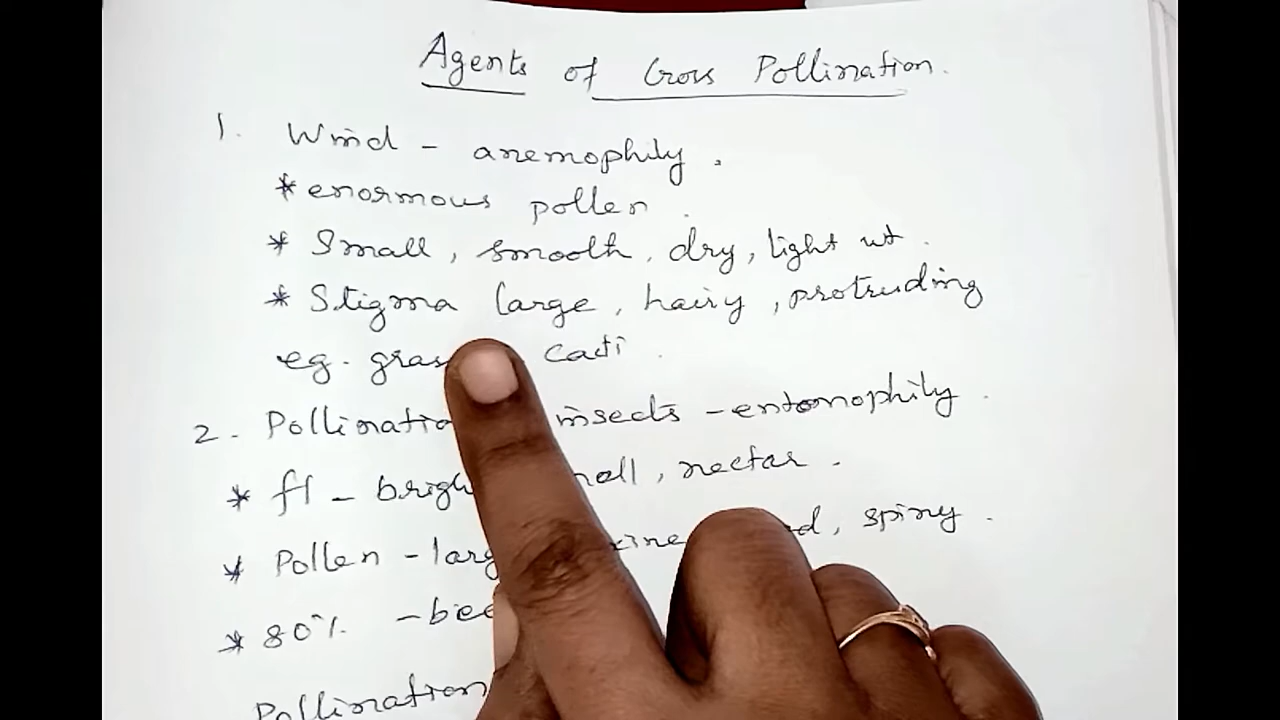 Agents of Cross Pollination.
1. Wind - anemophily.
* enormous pollen.
* Small, smooth, dry, light wt.
* Stigma large, hairy, protruding
eg. cacti.
2. insects - entomophily.
* fl - nectar.
* Pollen - spiny.
* 80% -
Pollination